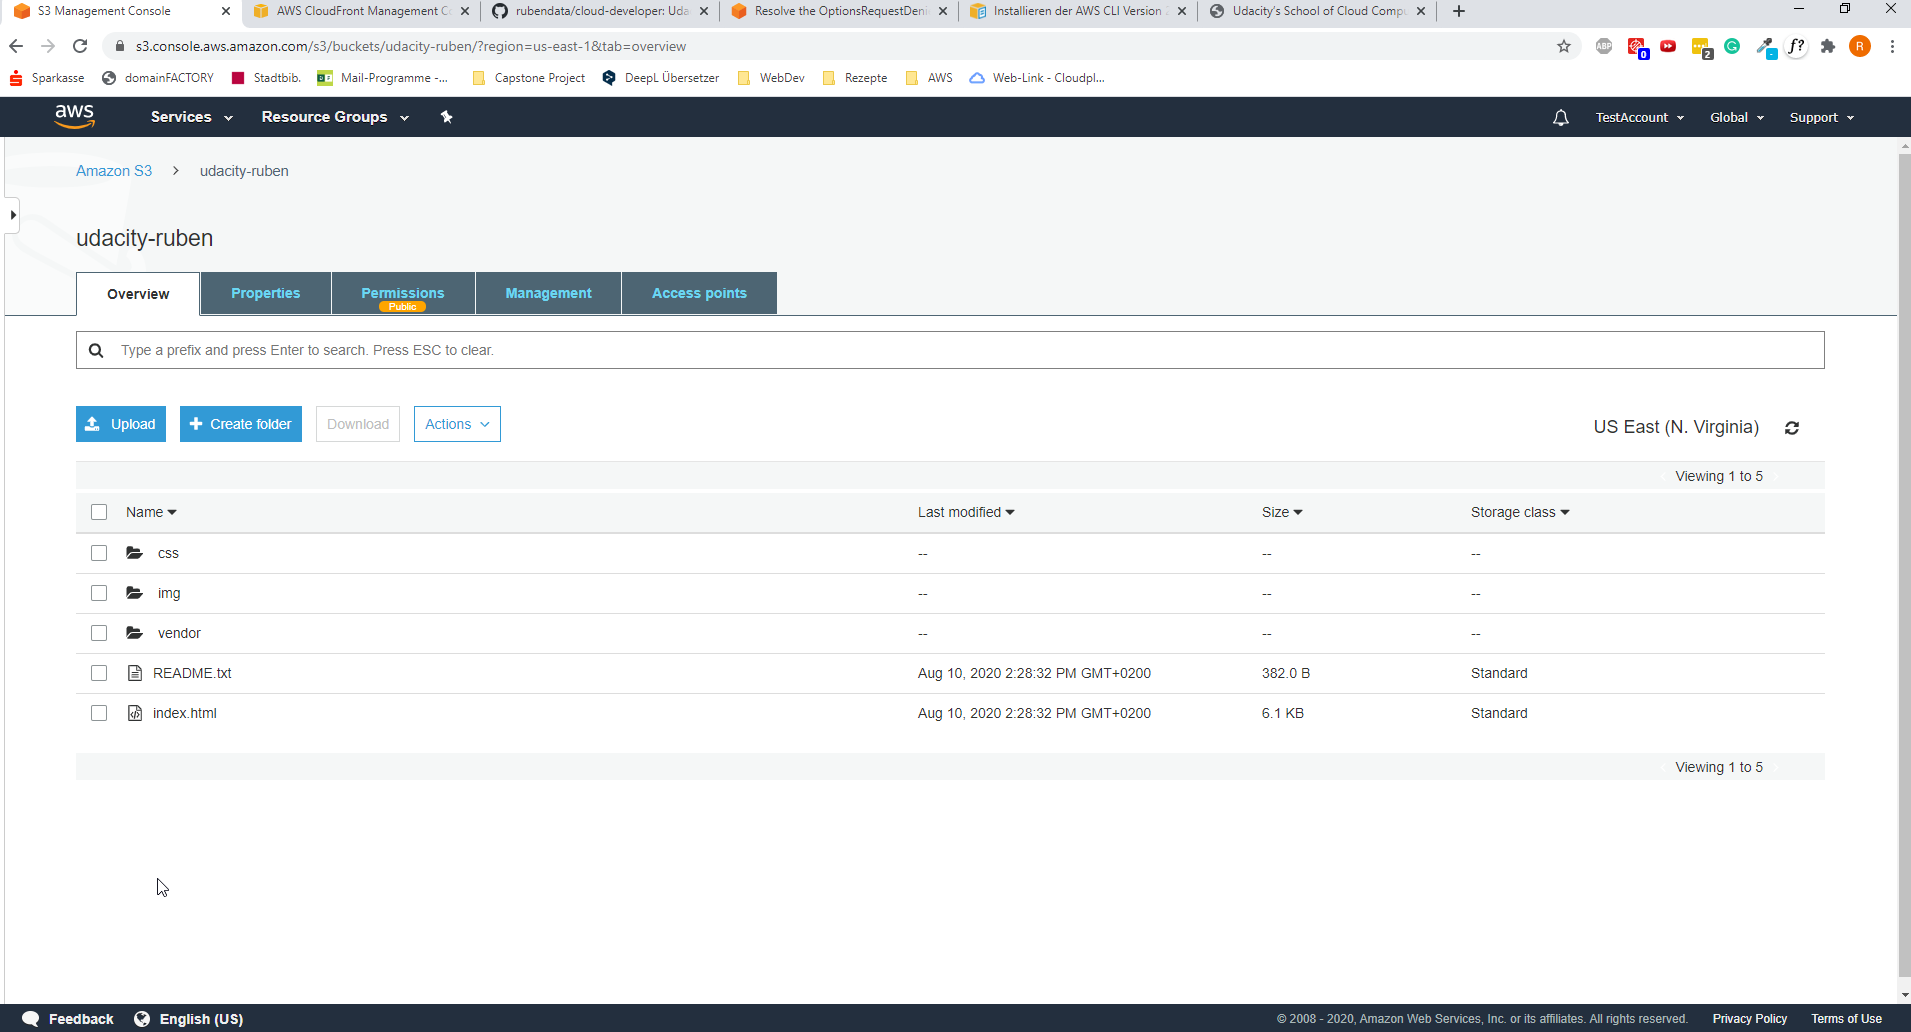 S3 Management Console
AWS CloudFront Management Co
rubendata/cloud-developer: Uda
Resolve the OptionsRequestDeni
Installieren der AWS CLI Version
Udacity's School of Cloud Compu
s3.console.aws.amazon.com/s3/buckets/udacity-ruben/?region=us-east-1&tab=overview
ABP 0 2 - f? R
Sparkasse domainFACTORY Stadtbib. Mail-Programme -... Capstone Project DeepL Übersetzer WebDev Rezepte AWS Web-Link - Cloudpl...
aws Services Resource Groups TestAccount Global Support
Amazon S3 > udacity-ruben
udacity-ruben
Overview Properties Permissions Management Access points
Public
Type a prefix and press Enter to search. Press ESC to clear.
Upload + Create folder Download Actions US East (N. Virginia)
Viewing 1 to 5
Name Last modified Size Storage class
css -- -- --
img -- -- --
vendor -- -- --
README.txt Aug 10, 2020 2:28:32 PM GMT+0200 382.0 B Standard
index.html Aug 10, 2020 2:28:32 PM GMT+0200 6.1 KB Standard
Viewing 1 to 5
Feedback English (US) © 2008 - 2020, Amazon Web Services, Inc. or its affiliates. All rights reserved. Privacy Policy Terms of Use